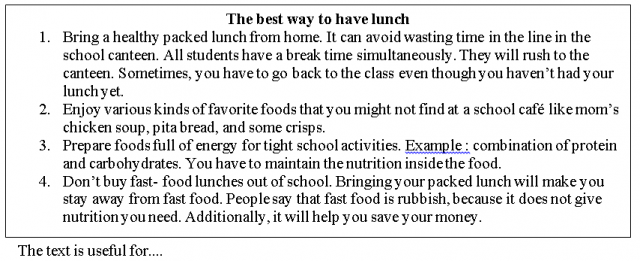 The best way to have lunch
1. Bring a healthy packed lunch from home. It can avoid wasting time in the line in the
school canteen. All students have a break time simultaneously. They will rush to the
canteen. Sometimes, you have to go back to the class even though you haven't had your
lunch yet.
2. Enjoy various kinds of favorite foods that you might not find at a school café like mom's
chicken soup, pita bread, and some crisps.
3. Prepare foods full of energy for tight school activities. Example : combination of protein
and carbohydrates. You have to maintain the nutrition inside the food.
4. Don't buy fast- food lunches out of school. Bringing your packed lunch will make you
stay away from fast food. People say that fast food is rubbish, because it does not give
nutrition you need. Additionally, it will help you save your money.
The text is useful for....